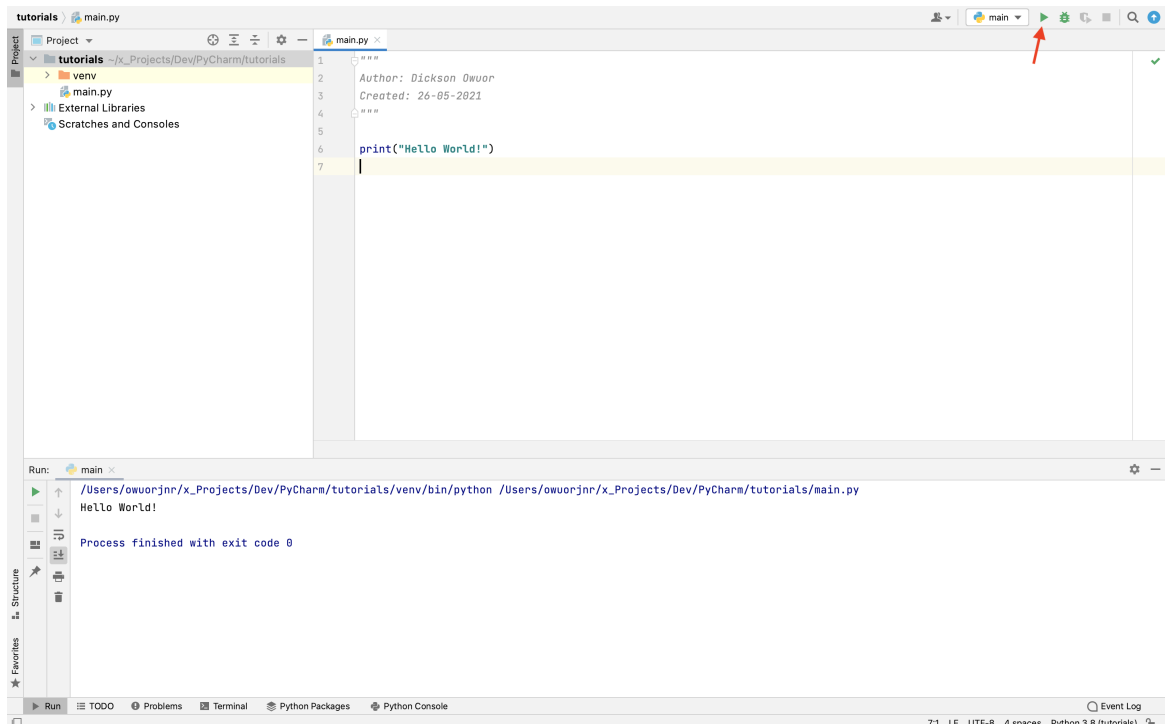 tutorials main.py
main
Project
Project
tutorials ~/x_Projects/Dev/PyCharm/tutorials
venv
main.py
External Libraries
Scratches and Consoles
main.py
1 """
2 Author: Dickson Owuor
3 Created: 26-05-2021
4 """
5
6 print("Hello World!")
7
Run: main
/Users/owuorjnr/x_Projects/Dev/PyCharm/tutorials/venv/bin/python /Users/owuorjnr/x_Projects/Dev/PyCharm/tutorials/main.py
Hello World!
Process finished with exit code 0
Structure
Favorites
Run TODO Problems Terminal Python Packages Python Console Event Log
7:1 LF UTF-8 4 spaces Python 3.8 (tutorials)